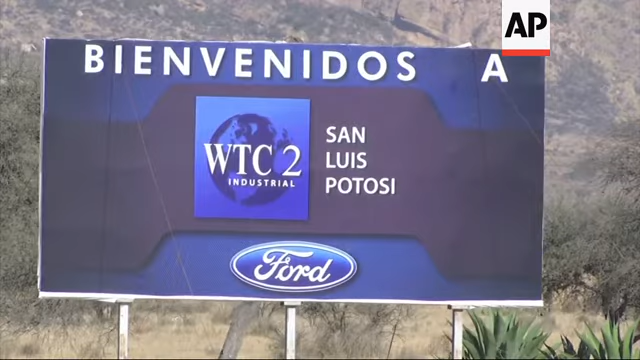 AP
BIENVENIDOS A
WTC 2
INDUSTRIAL
SAN
LUIS
POTOSI
Ford